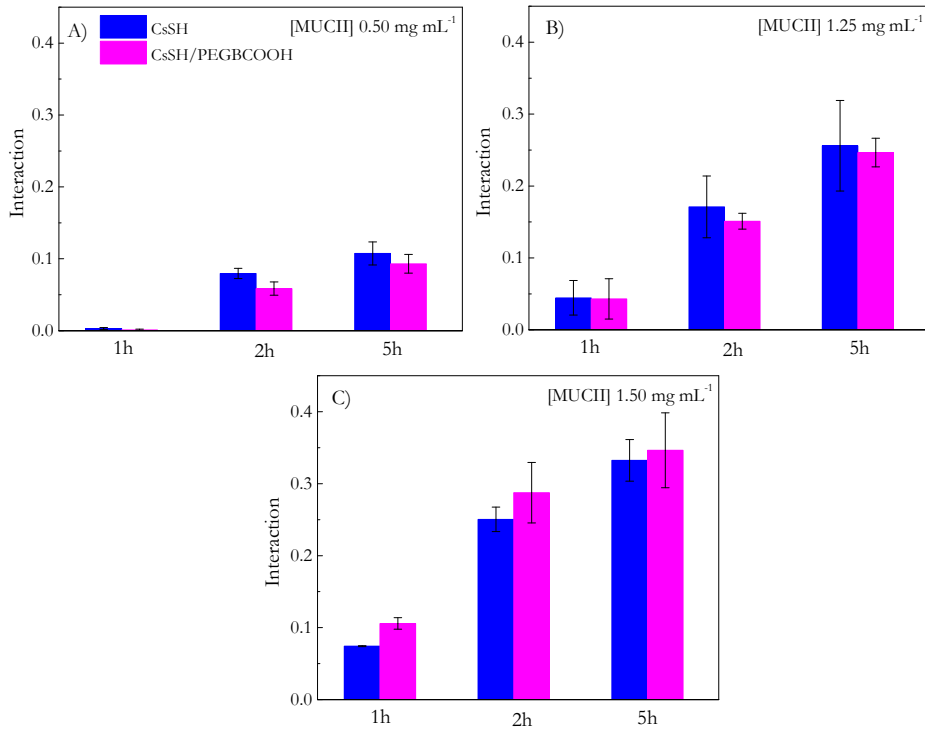 A)
CsSH
CsSH/PEGBCOOH
[MUCII] 0.50 mg mL-1
0.4
0.3
0.2
0.1
0.0
Interaction
1h 2h 5h
B)
[MUCII] 1.25 mg mL-1
0.4
0.3
0.2
0.1
0.0
Interaction
1h 2h 5h
C)
[MUCII] 1.50 mg mL-1
0.4
0.3
0.2
0.1
0.0
Interaction
1h 2h 5h